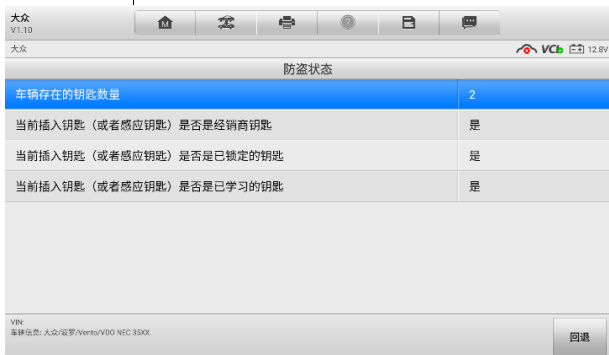 大众
V1.10
M
?
大众
VCI
12.8V
防盗状态
车辆存在的钥匙数量 2
当前插入钥匙（或者感应钥匙）是否是经销商钥匙 是
当前插入钥匙（或者感应钥匙）是否是已锁定的钥匙 是
当前插入钥匙（或者感应钥匙）是否是已学习的钥匙 是
VIN:
车辆信息: 大众/波罗/Vento/VDO NEC 35XX
回退